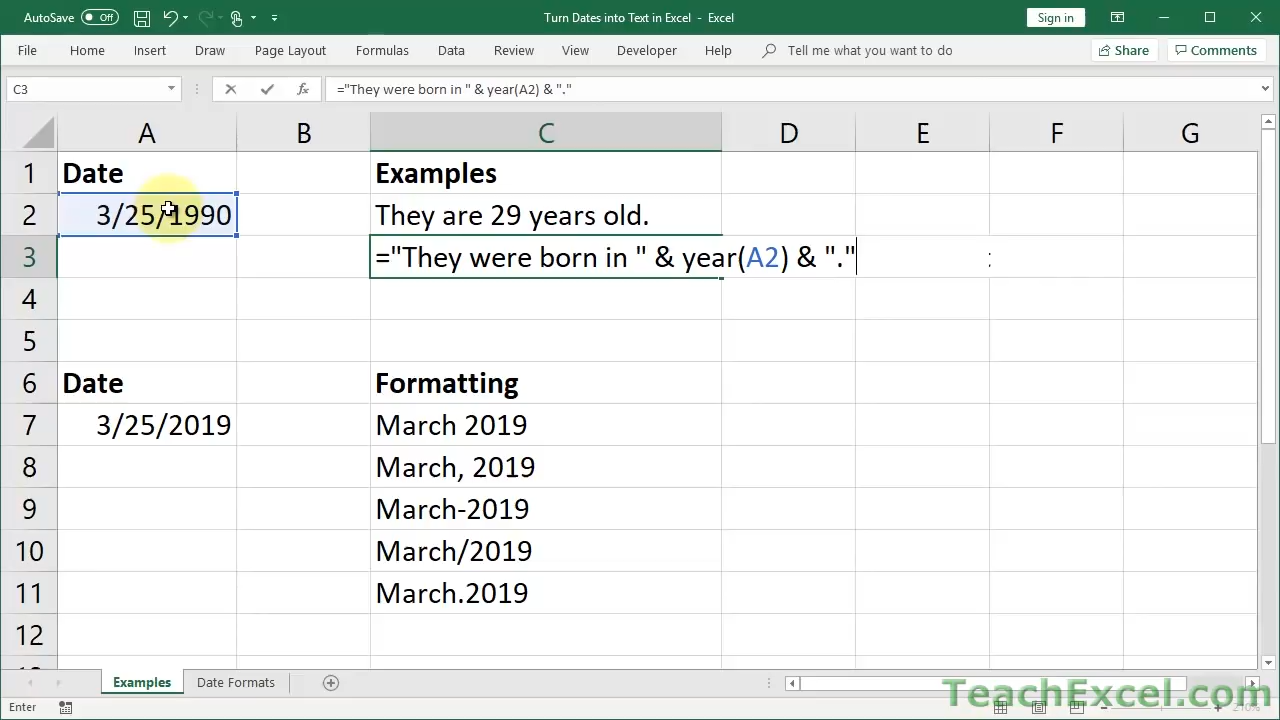 AutoSave Off Turn Dates into Text in Excel - Excel Sign in
File Home Insert Draw Page Layout Formulas Data Review View Developer Help Tell me what you want to do Share Comments
C3 fx ="They were born in " & year(A2) & "."
A B C D E F G
1 Date Examples
2 3/25/1990 They are 29 years old.
3 ="They were born in " & year(A2) & "."
4
5
6 Date Formatting
7 3/25/2019 March 2019
8 March, 2019
9 March-2019
10 March/2019
11 March.2019
12
Examples Date Formats
TeachExcel.com
Enter